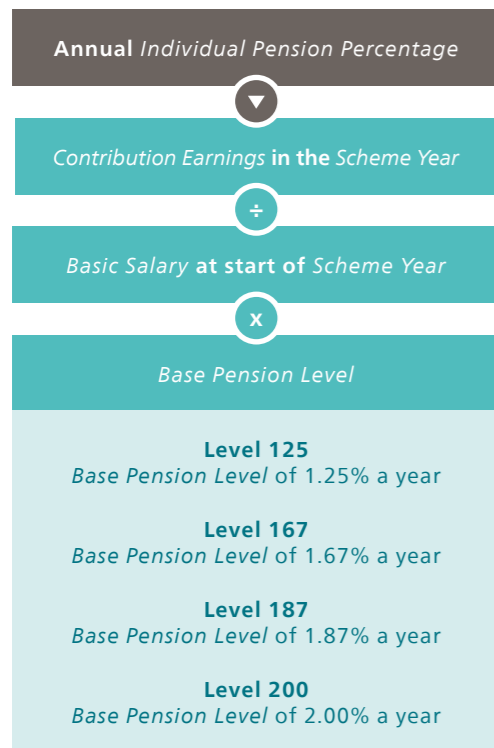 Annual Individual Pension Percentage
▼
Contribution Earnings in the Scheme Year
÷
Basic Salary at start of Scheme Year
x
Base Pension Level
Level 125
Base Pension Level of 1.25% a year
Level 167
Base Pension Level of 1.67% a year
Level 187
Base Pension Level of 1.87% a year
Level 200
Base Pension Level of 2.00% a year